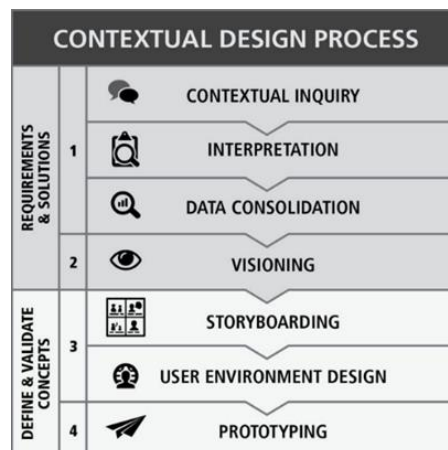 CONTEXTUAL DESIGN PROCESS
REQUIREMENTS
& SOLUTIONS
1
CONTEXTUAL INQUIRY
INTERPRETATION
DATA CONSOLIDATION
2
VISIONING
DEFINE & VALIDATE
CONCEPTS
3
STORYBOARDING
USER ENVIRONMENT DESIGN
4
PROTOTYPING